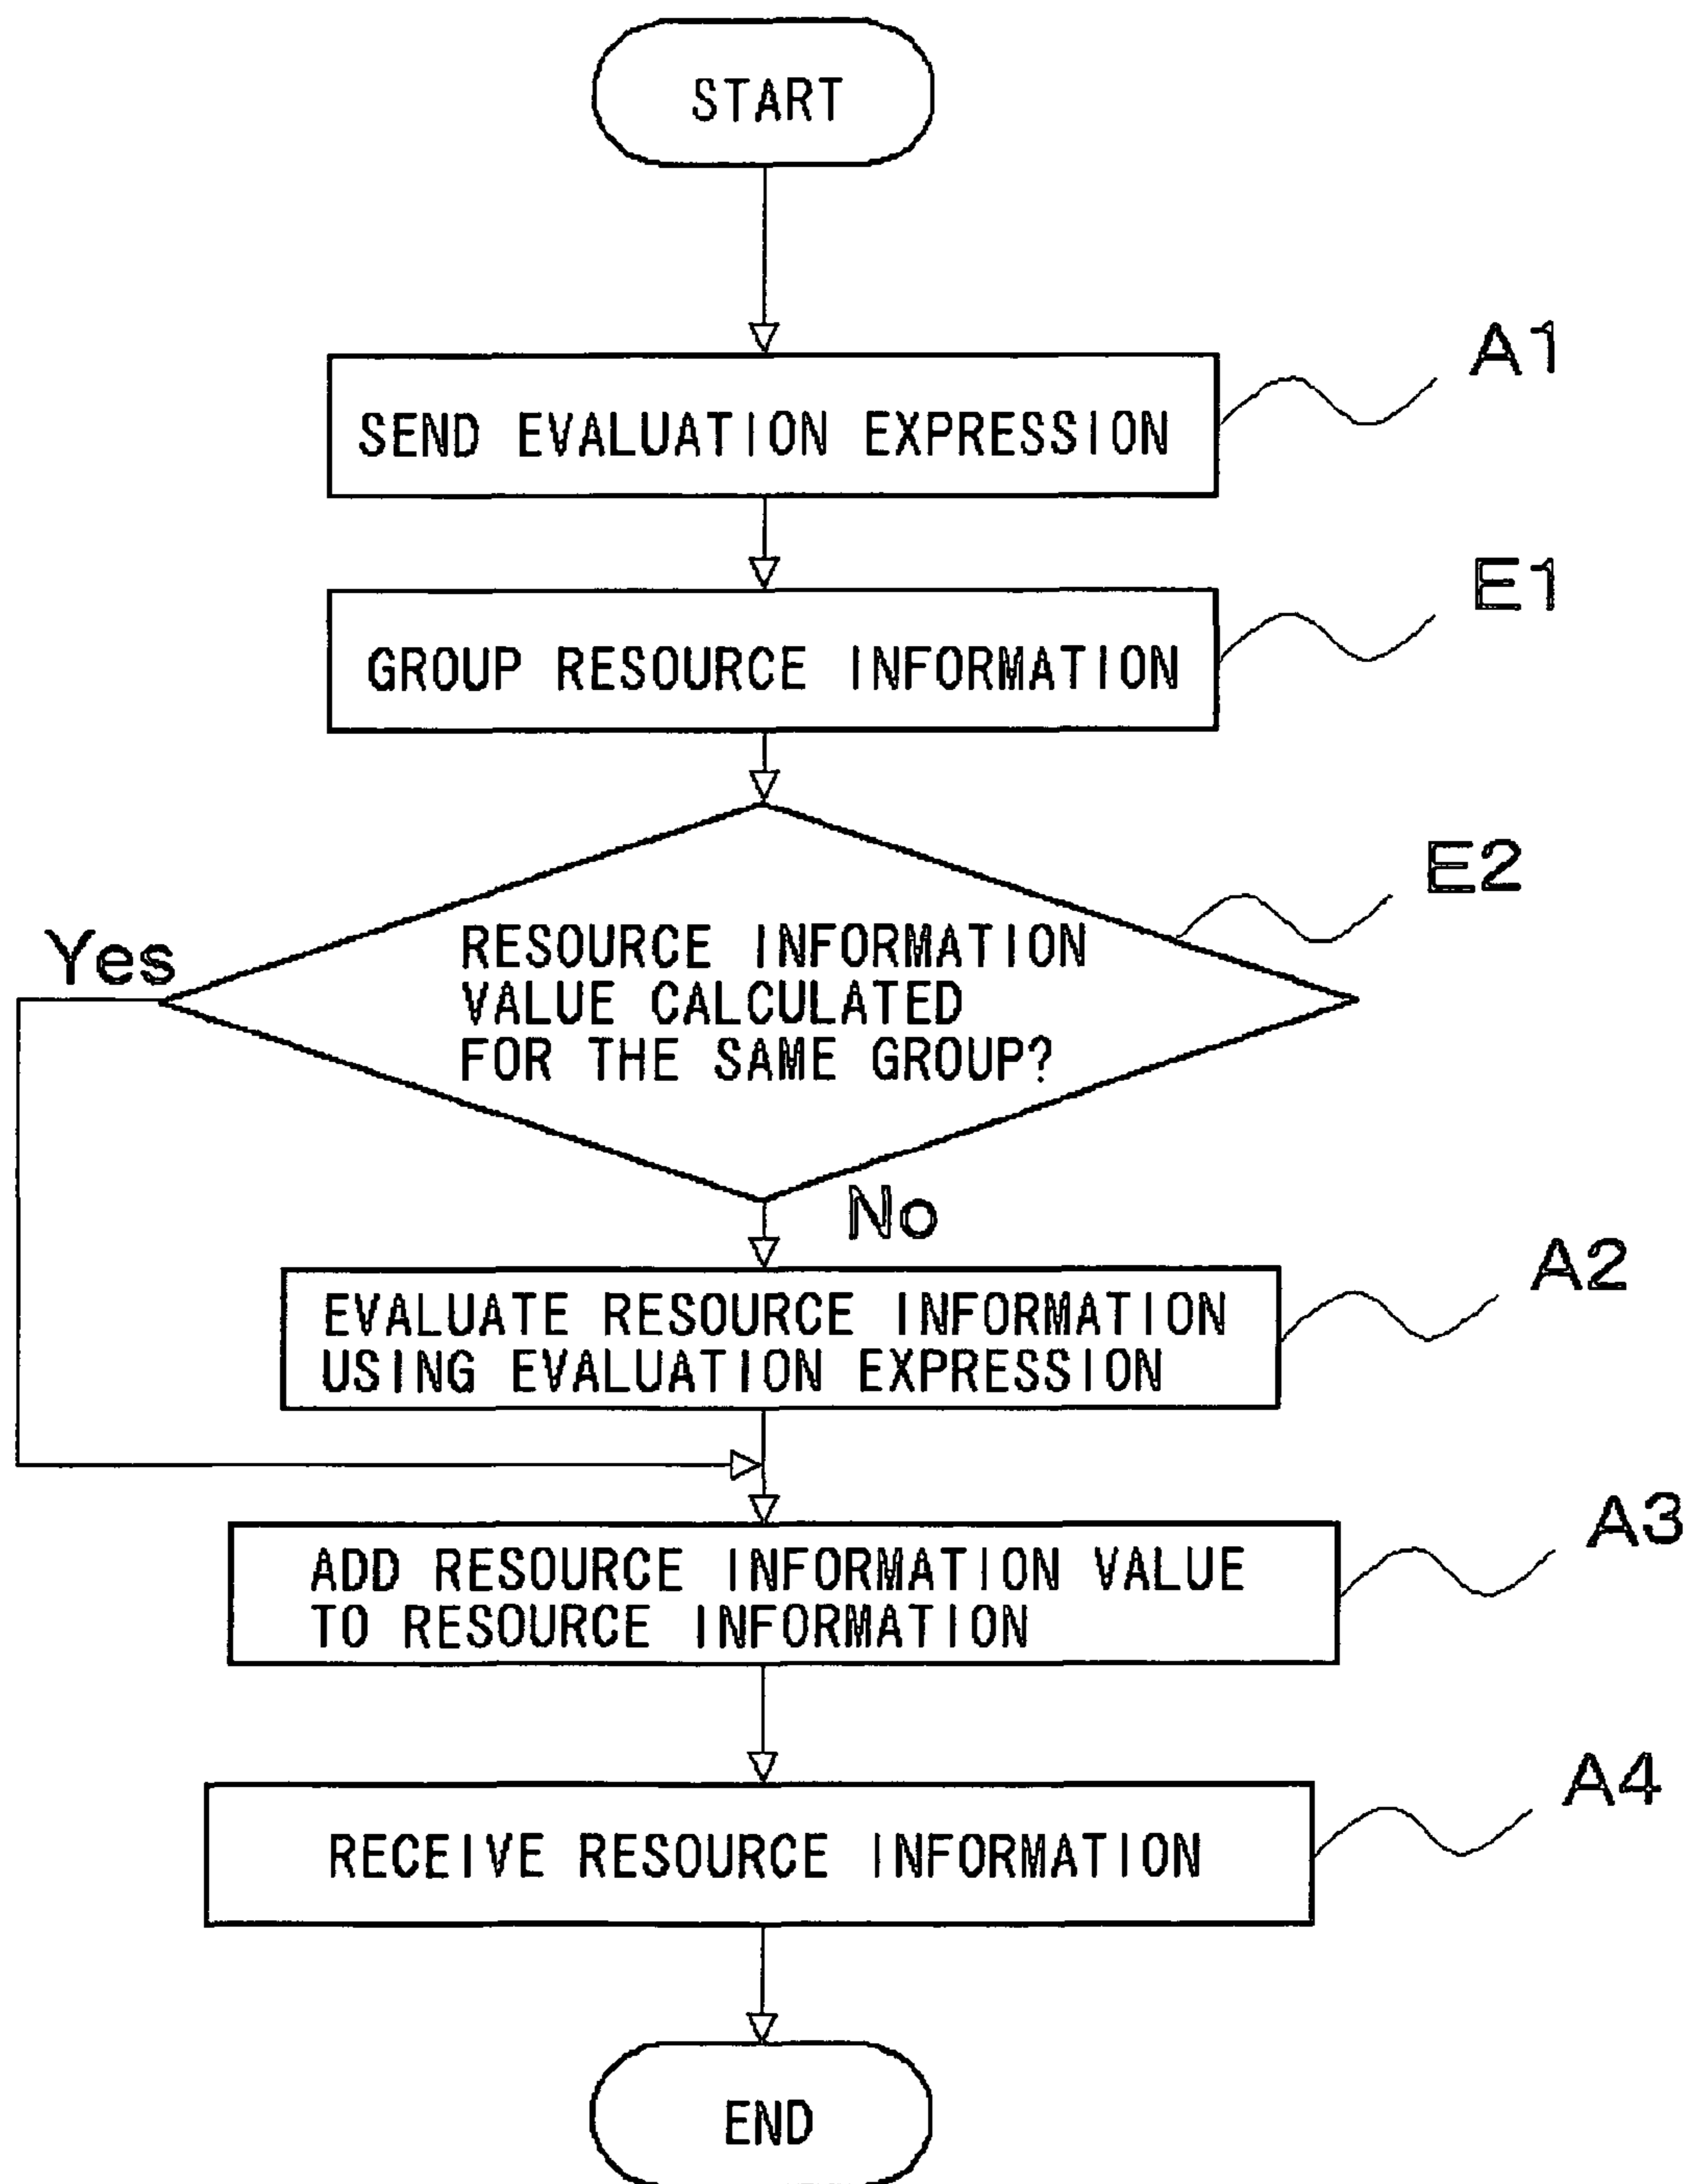 START
A1
SEND EVALUATION EXPRESSION
E1
GROUP RESOURCE INFORMATION
E2
Yes
RESOURCE INFORMATION
VALUE CALCULATED
FOR THE SAME GROUP?
No
A2
EVALUATE RESOURCE INFORMATION
USING EVALUATION EXPRESSION
A3
ADD RESOURCE INFORMATION VALUE
TO RESOURCE INFORMATION
A4
RECEIVE RESOURCE INFORMATION
END